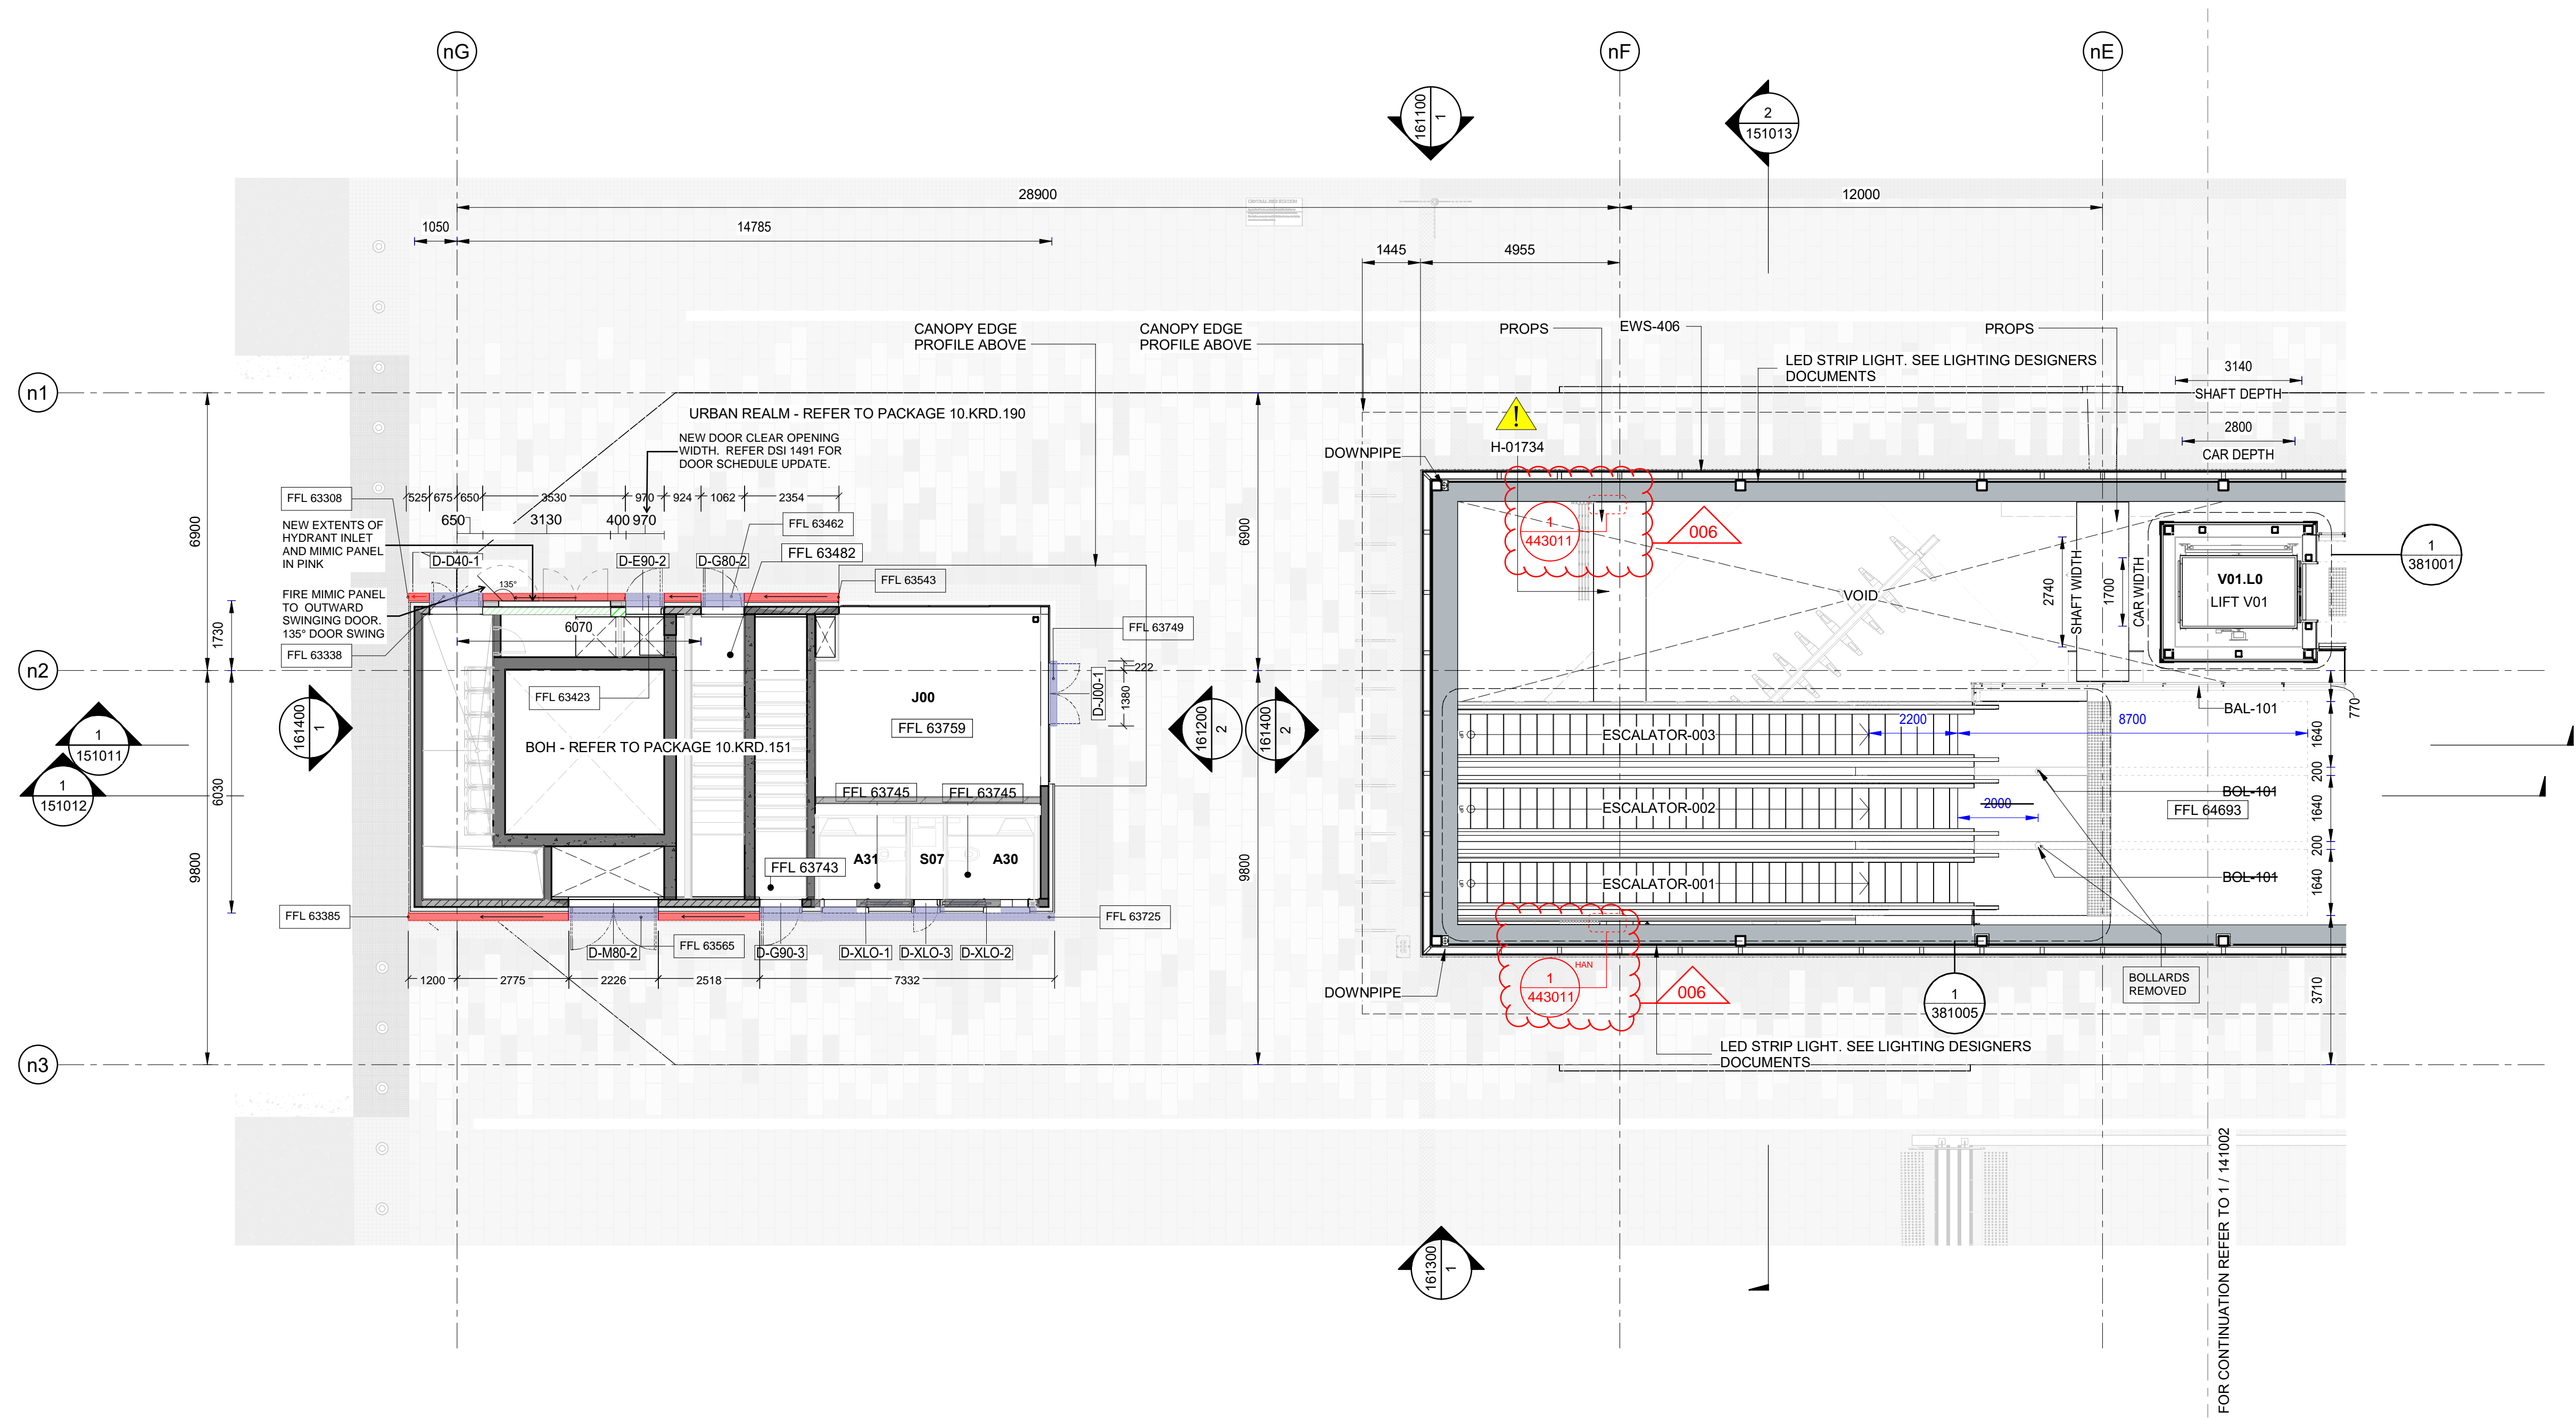 nG
nF
nE
161100
1
2
151013
28900
12000
1050
14785
1445
4955
CANOPY EDGE
PROFILE ABOVE
CANOPY EDGE
PROFILE ABOVE
PROPS
EWS-406
PROPS
LED STRIP LIGHT. SEE LIGHTING DESIGNERS
DOCUMENTS
3140
SHAFT DEPTH
2800
CAR DEPTH
n1
URBAN REALM - REFER TO PACKAGE 10.KRD.190
NEW DOOR CLEAR OPENING
WIDTH. REFER DSI 1491 FOR
DOOR SCHEDULE UPDATE.
H-01734
DOWNPIPE
FFL 63308
525
675
650
3530
970
924
1062
2354
650
3130
400
970
FFL 63462
FFL 63482
NEW EXTENTS OF
HYDRANT INLET
AND MIMIC PANEL
IN PINK
6900
6900
1
443011
006
D-D40-1
D-E90-2
D-G80-2
135°
FFL 63543
FIRE MIMIC PANEL
TO OUTWARD
SWINGING DOOR.
135° DOOR SWING
FFL 63338
1730
6070
FFL 63749
VOID
2740
SHAFT WIDTH
1700
CAR WIDTH
V01.L0
LIFT V01
1
381001
n2
222
1380
D-J00-1
FFL 63423
J00
FFL 63759
BOH - REFER TO PACKAGE 10.KRD.151
161400
1
1
151011
1
151012
161200
2
161400
2
ESCALATOR-003
2200
8700
BAL-101
770
1640
200
1640
200
1640
6030
9800
9800
FFL 63745
FFL 63745
ESCALATOR-002
2000
BOL-101
FFL 64693
A31
S07
A30
FFL 63743
ESCALATOR-001
BOL-101
FFL 63385
FFL 63725
FFL 63565
D-M80-2
D-G90-3
D-XLO-1
D-XLO-3
D-XLO-2
1200
2775
2226
2518
7332
HAN
1
443011
006
DOWNPIPE
1
381005
BOLLARDS
REMOVED
3710
n3
LED STRIP LIGHT. SEE LIGHTING DESIGNERS
DOCUMENTS
161300
1
FOR CONTINUATION REFER TO 1 / 141002